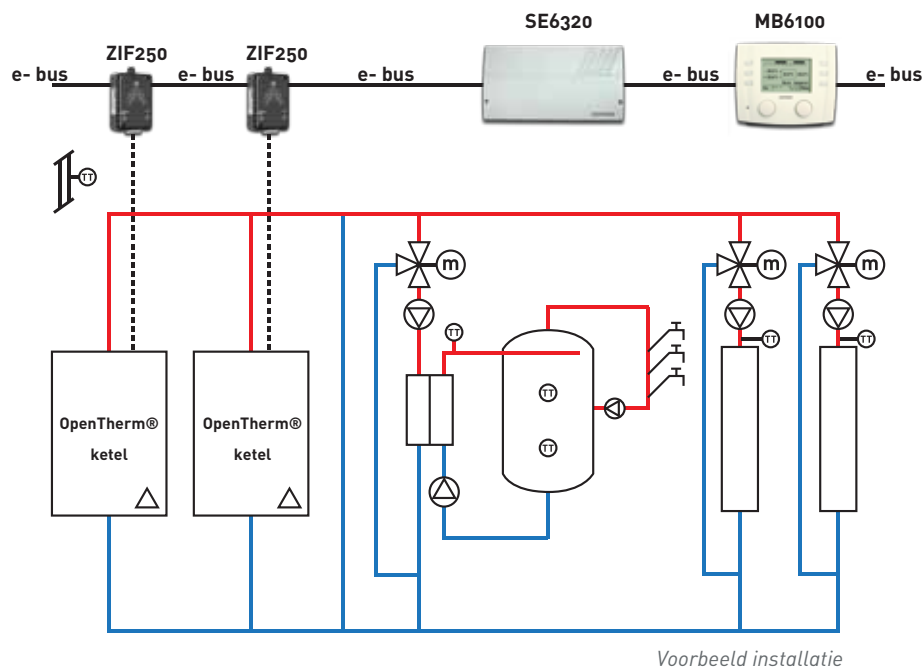 SE6320
MB6100
ZIF250
ZIF250
e- bus
e- bus
e- bus
e- bus
e- bus
TT
m
m
m
TT
TT
TT
OpenTherm®
ketel
OpenTherm®
ketel
TT
TT
Voorbeeld installatie